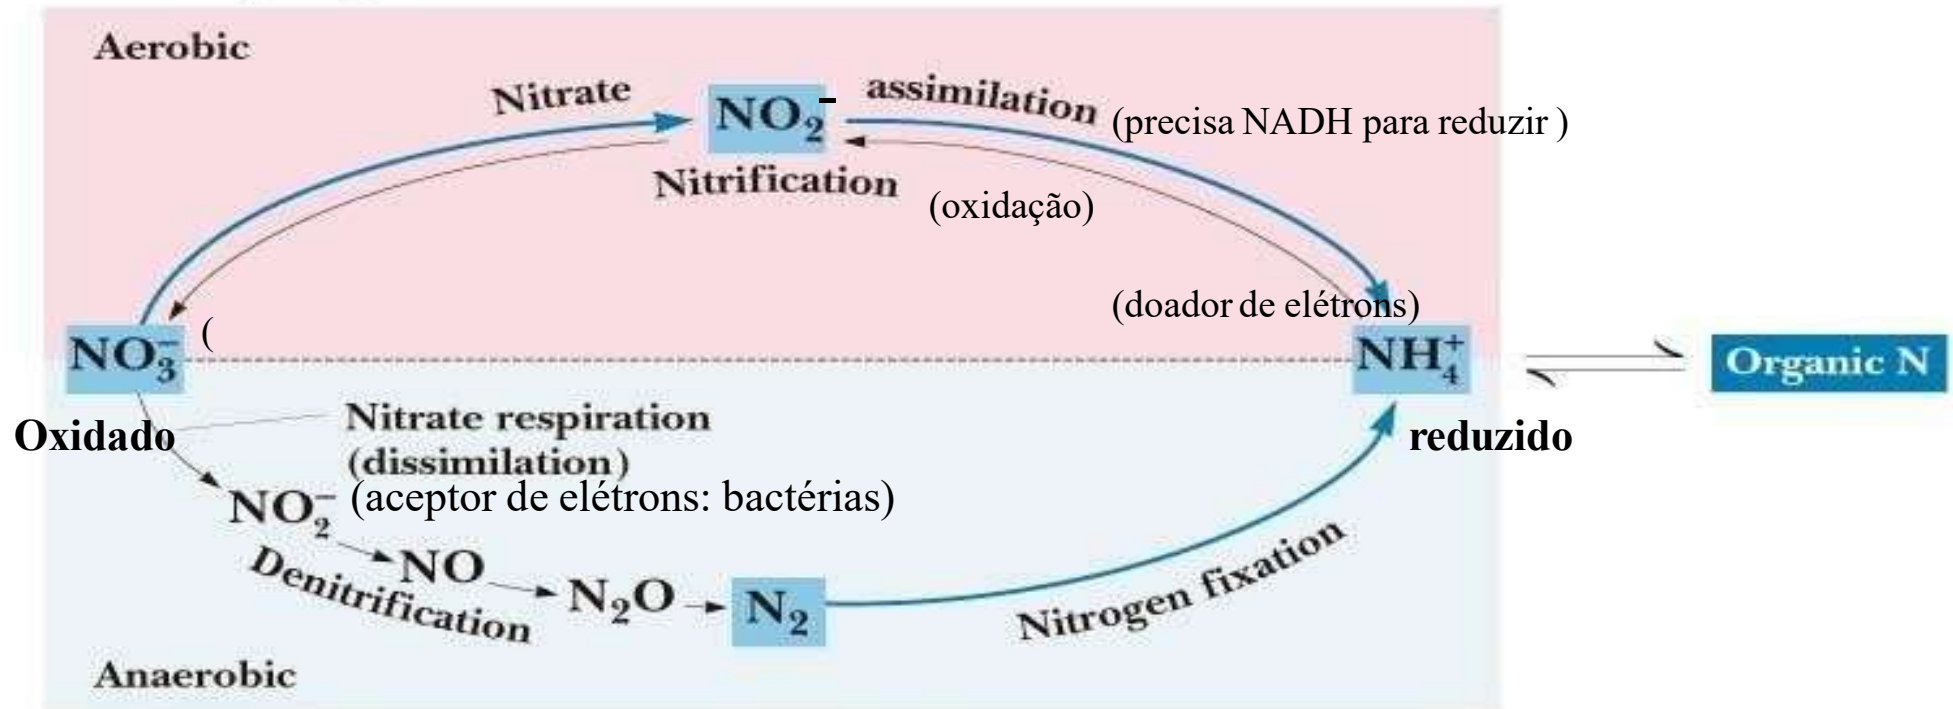 Aerobic
Nitrate
NO₂⁻
assimilation
(precisa NADH para reduzir )
Nitrification
(oxidação)
(doador de elétrons)
NO₃⁻
(
NH₄⁺
Organic N
Oxidado
Nitrate respiration
(dissimilation)
reduzido
NO₂⁻ (aceptor de elétrons: bactérias)
NO
Denitrification
N₂O
N₂
Nitrogen fixation
Anaerobic